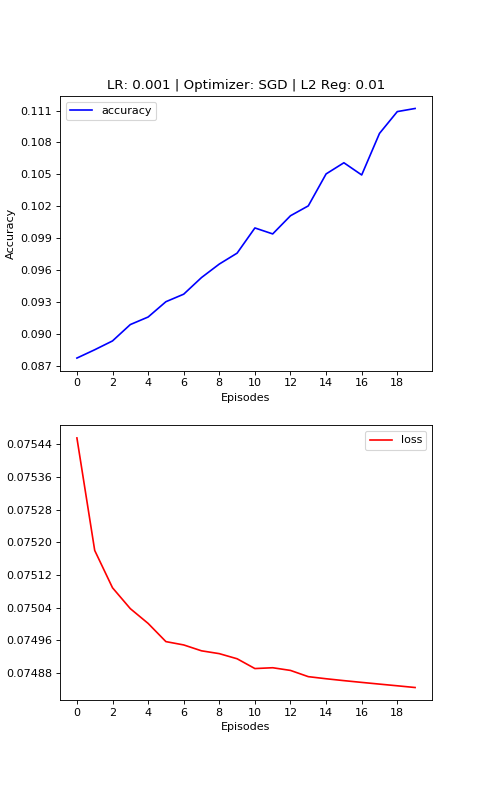 LR: 0.001 | Optimizer: SGD | L2 Reg: 0.01
accuracy
0.111
0.108
0.105
0.102
0.099
0.096
0.093
0.090
0.087
Accuracy
0 2 4 6 8 10 12 14 16 18
Episodes
loss
0.07544
0.07536
0.07528
0.07520
0.07512
0.07504
0.07496
0.07488
0 2 4 6 8 10 12 14 16 18
Episodes